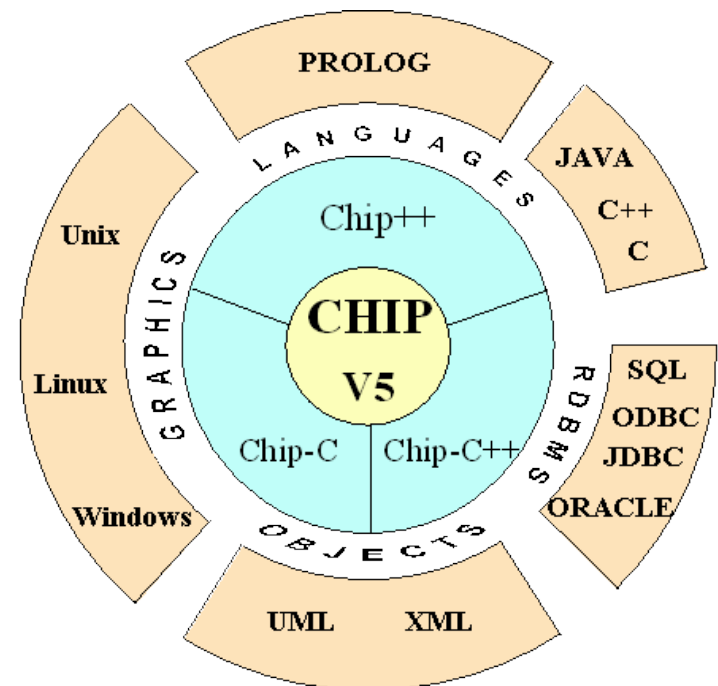 PROLOG
LANGUAGES
JAVA
C++
C
Chip++
Unix
GRAPHICS
CHIP
V5
Linux
SQL
RDBMS
ODBC
JDBC
Chip-C
Chip-C++
ORACLE
Windows
OBJECTS
UML XML